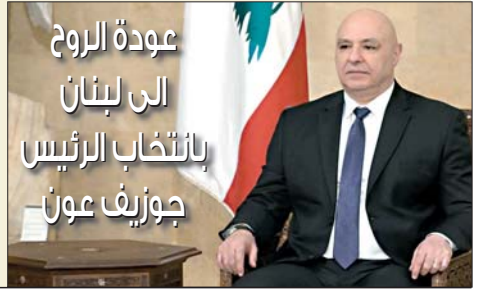 عودة الروح
الى لبنان
بانتخاب الرئيس
جوزيف عون